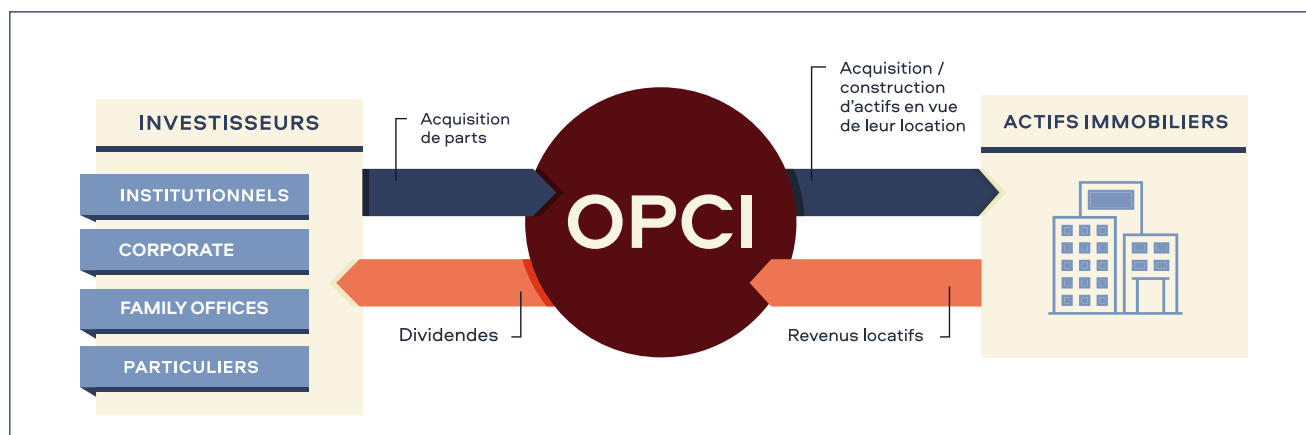 INVESTISSEURS
INSTITUTIONNELS
CORPORATE
FAMILY OFFICES
PARTICULIERS
Acquisition
de parts
Dividendes
OPCI
Acquisition /
construction
d'actifs en vue
de leur location
Revenus locatifs
ACTIFS IMMOBILIERS